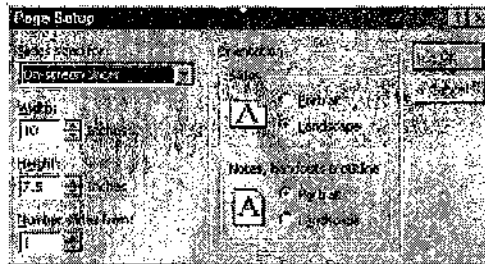 Page Setup
Slides sized for:
On-screen Show
Width:
10 Inches
Height:
7.5 Inches
Number slides from:
1
Orientation
Slides
A
Portrait
Landscape
Notes, handouts & outline
A
Portrait
Landscape
OK